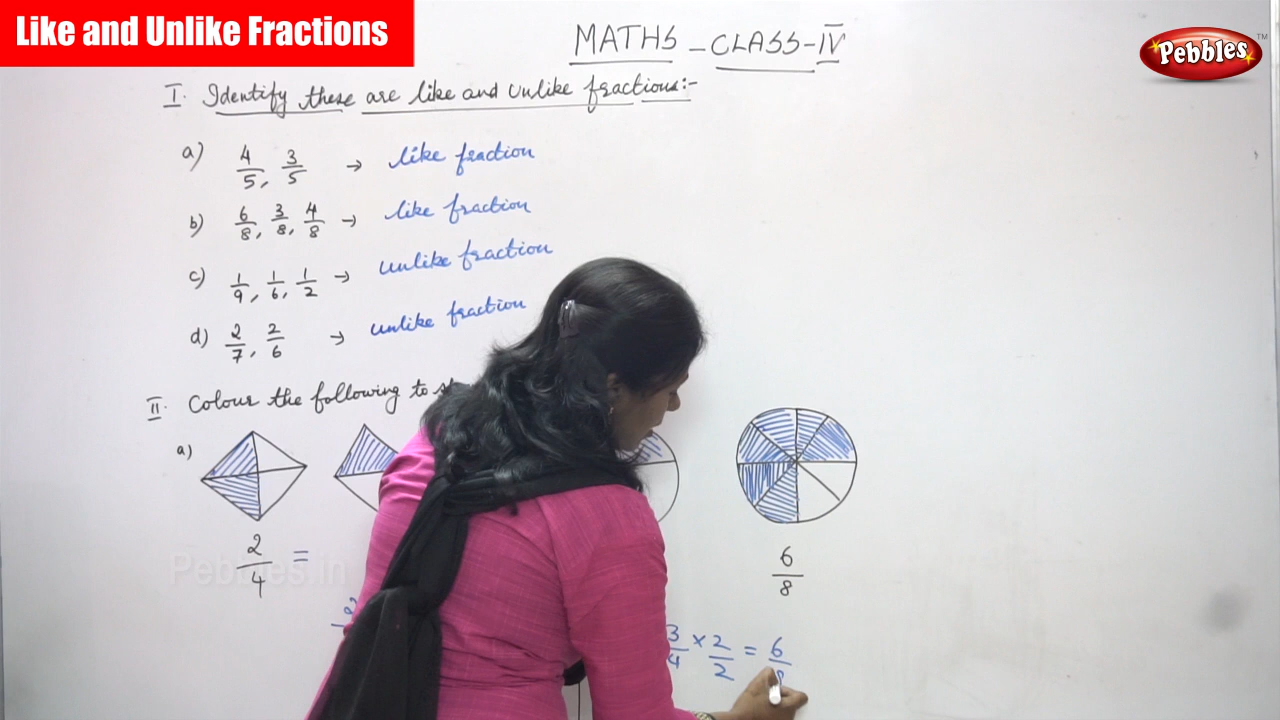 Like and Unlike Fractions
MATHS - CLASS-IV
Pebbles TM
I. Identify these are like and unlike fractions:-
a) 4/5, 3/5 → like fraction
b) 6/8, 3/8, 4/8 → like fraction
c) 1/9, 1/6, 1/2 → unlike fraction
d) 2/7, 2/6 → unlike fraction
II. Colour the following to
a)
2/4 =
6/8
Pebbles.in
3/4 × 2/2 = 6/8